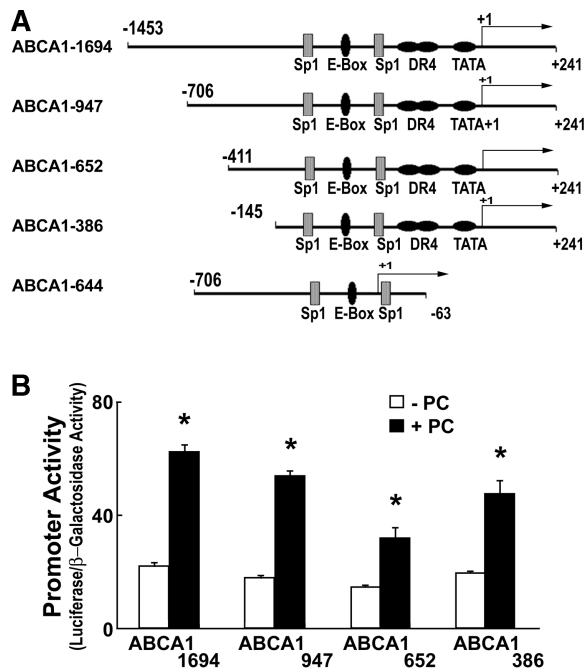 A
-1453
+1
ABCA1-1694
Sp1 E-Box Sp1 DR4 TATA +241
-706
+1
ABCA1-947
Sp1 E-Box Sp1 DR4 TATA+1 +241
ABCA1-652
-411
Sp1 E-Box Sp1 DR4 TATA +241
-145
+1
ABCA1-386
Sp1 E-Box Sp1 DR4 TATA +241
ABCA1-644
-706
+1
Sp1 E-Box Sp1 -63
B
Promoter Activity
(Luciferase/β-Galactosidase Activity)
80
40
0
- PC
+ PC
* * * *
ABCA1 ABCA1 ABCA1 ABCA1
1694 947 652 386